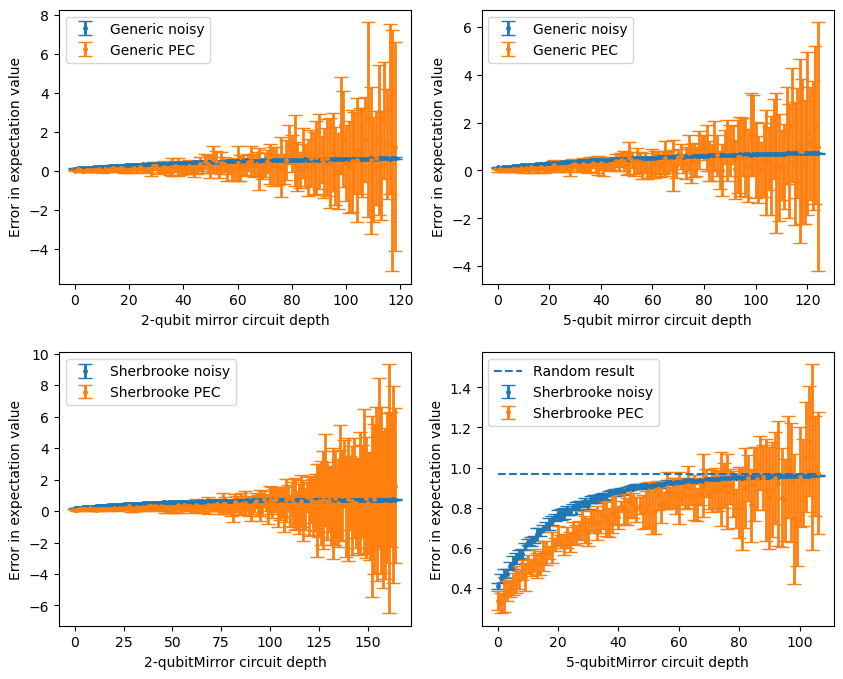 Generic noisy
Generic PEC
8
6
4
2
0
−2
−4
Error in expectation value
0 20 40 60 80 100 120
2-qubit mirror circuit depth
Generic noisy
Generic PEC
6
4
2
0
−2
−4
Error in expectation value
0 20 40 60 80 100 120
5-qubit mirror circuit depth
Sherbrooke noisy
Sherbrooke PEC
10
8
6
4
2
0
−2
−4
−6
Error in expectation value
0 25 50 75 100 125 150
2-qubitMirror circuit depth
Random result
Sherbrooke noisy
Sherbrooke PEC
1.4
1.2
1.0
0.8
0.6
0.4
Error in expectation value
0 20 40 60 80 100
5-qubitMirror circuit depth